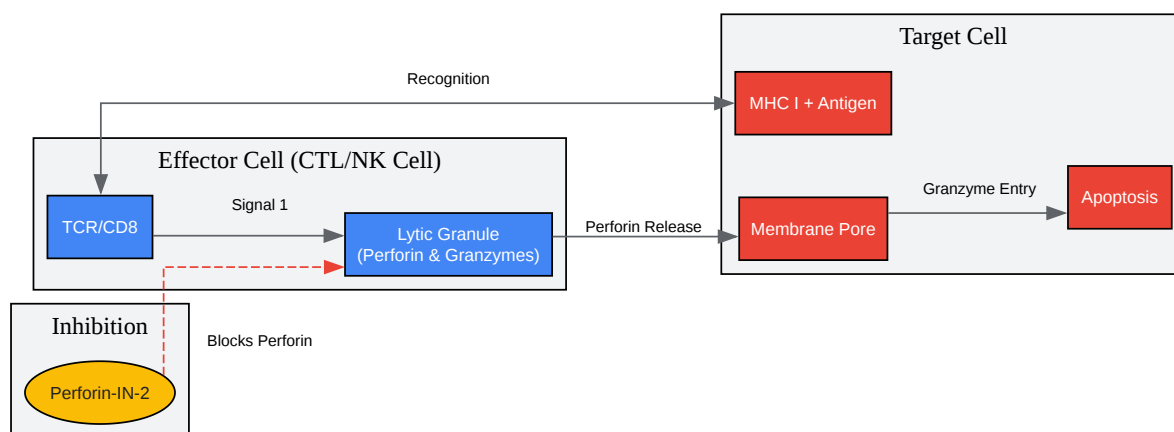 Target Cell
Recognition
MHC I + Antigen
Effector Cell (CTL/NK Cell)
TCR/CD8
Signal 1
Lytic Granule
(Perforin & Granzymes)
Perforin Release
Membrane Pore
Granzyme Entry
Apoptosis
Inhibition
Blocks Perforin
Perforin-IN-2